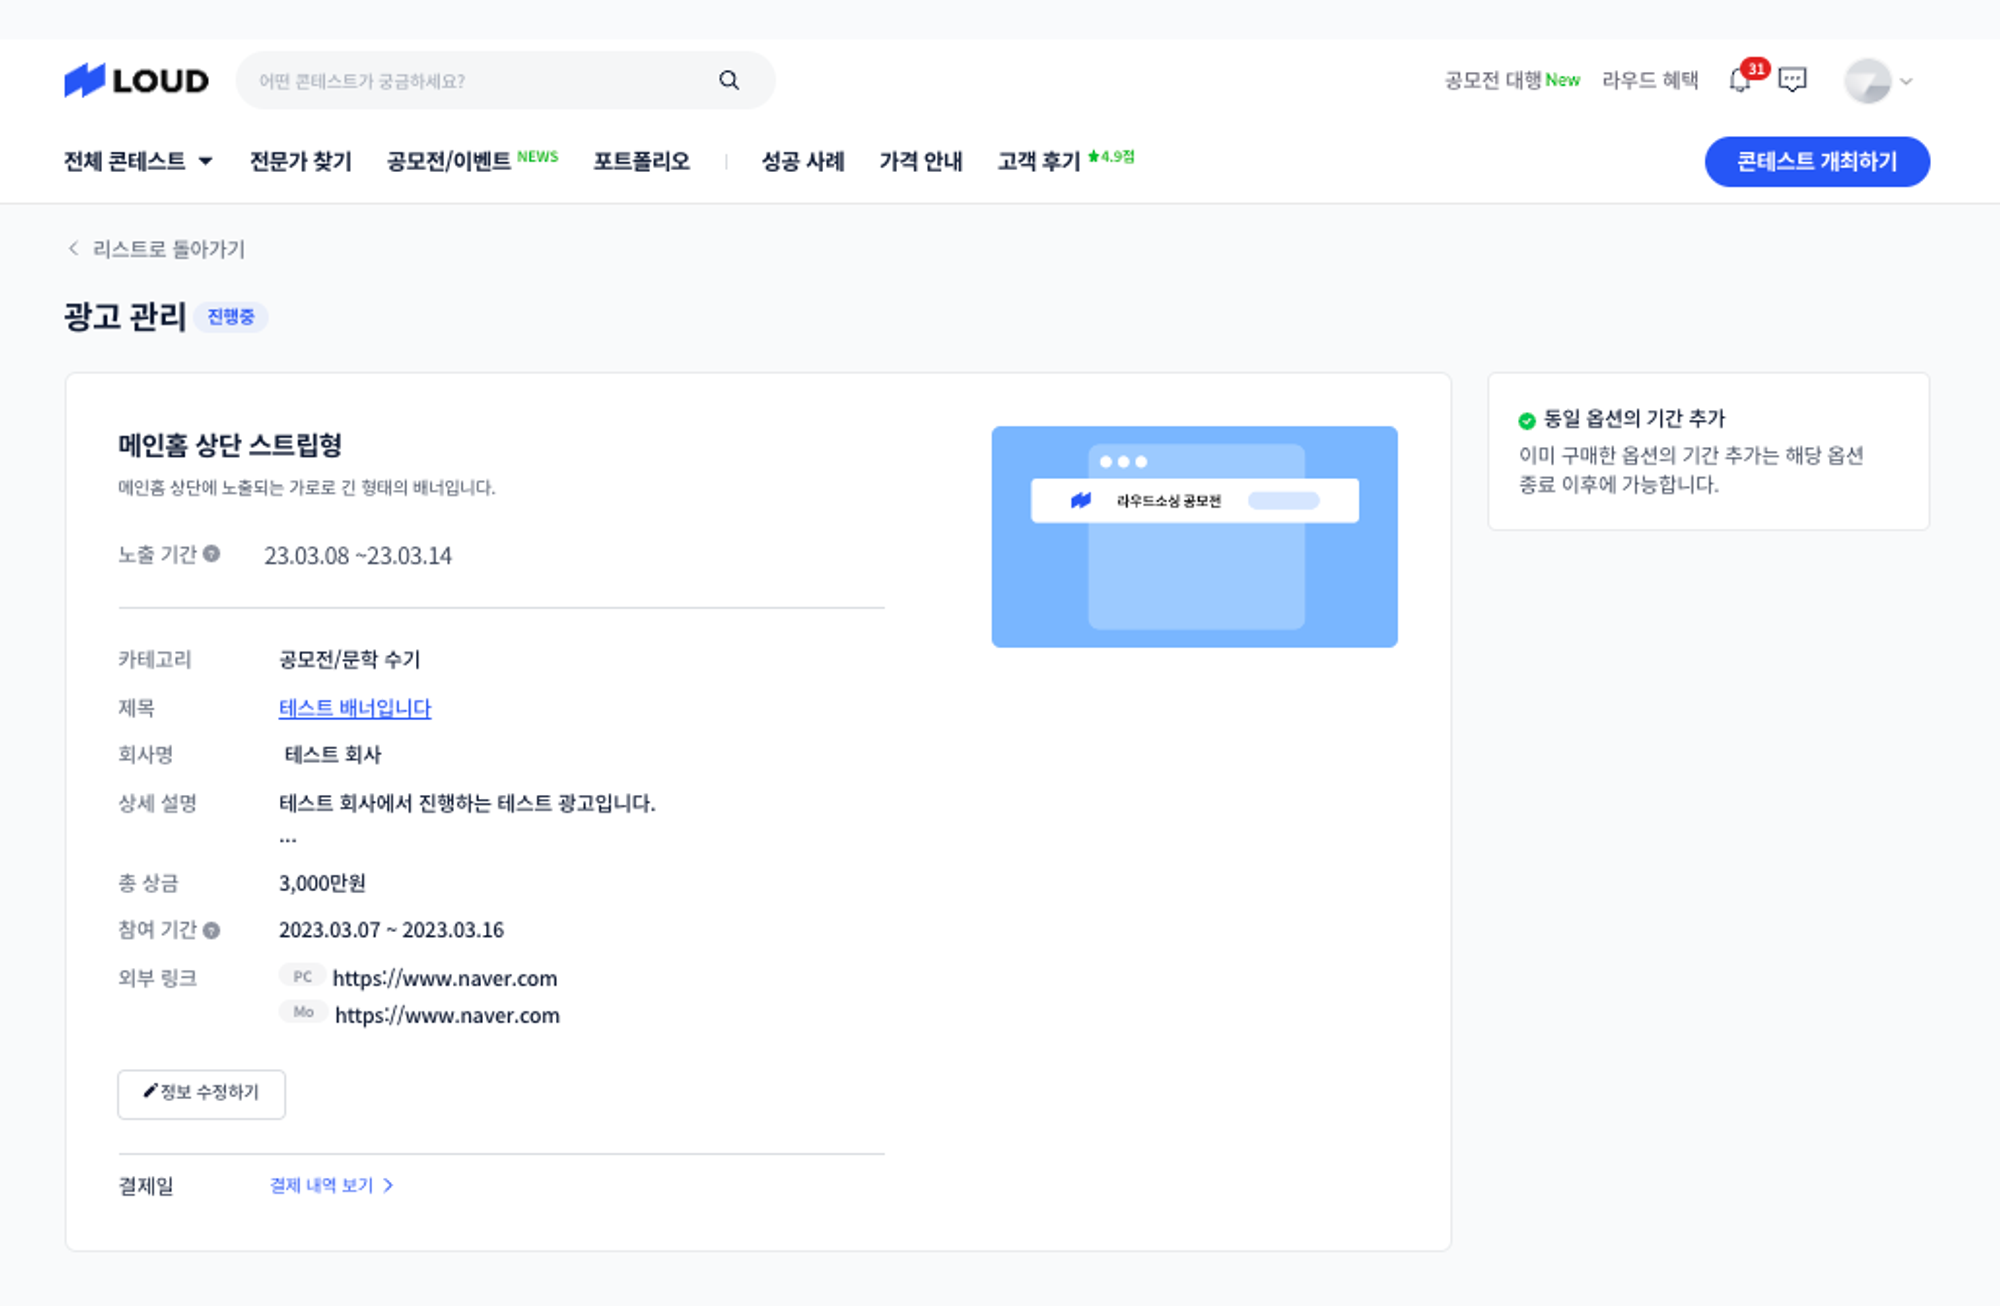 LOUD
어떤 콘테스트가 궁금하세요?
공모전 대행 New 라우드 혜택 31
전체 콘테스트 전문가 찾기 공모전/이벤트 NEWS 포트폴리오 | 성공 사례 가격 안내 고객 후기 ★4.9점
콘테스트 개최하기
리스트로 돌아가기
광고 관리 진행중
메인홈 상단 스트립형
메인홈 상단에 노출되는 가로로 긴 형태의 배너입니다.
노출 기간 ? 23.03.08 ~23.03.14
카테고리 공모전/문학 수기
제목 테스트 배너입니다
회사명 테스트 회사
상세 설명 테스트 회사에서 진행하는 테스트 광고입니다.
...
총 상금 3,000만원
참여 기간 ? 2023.03.07 ~ 2023.03.16
외부 링크 PC https://www.naver.com
Mo https://www.naver.com
정보 수정하기
결제일 결제 내역 보기 >
라우드소싱 공모전
동일 옵션의 기간 추가
이미 구매한 옵션의 기간 추가는 해당 옵션
종료 이후에 가능합니다.